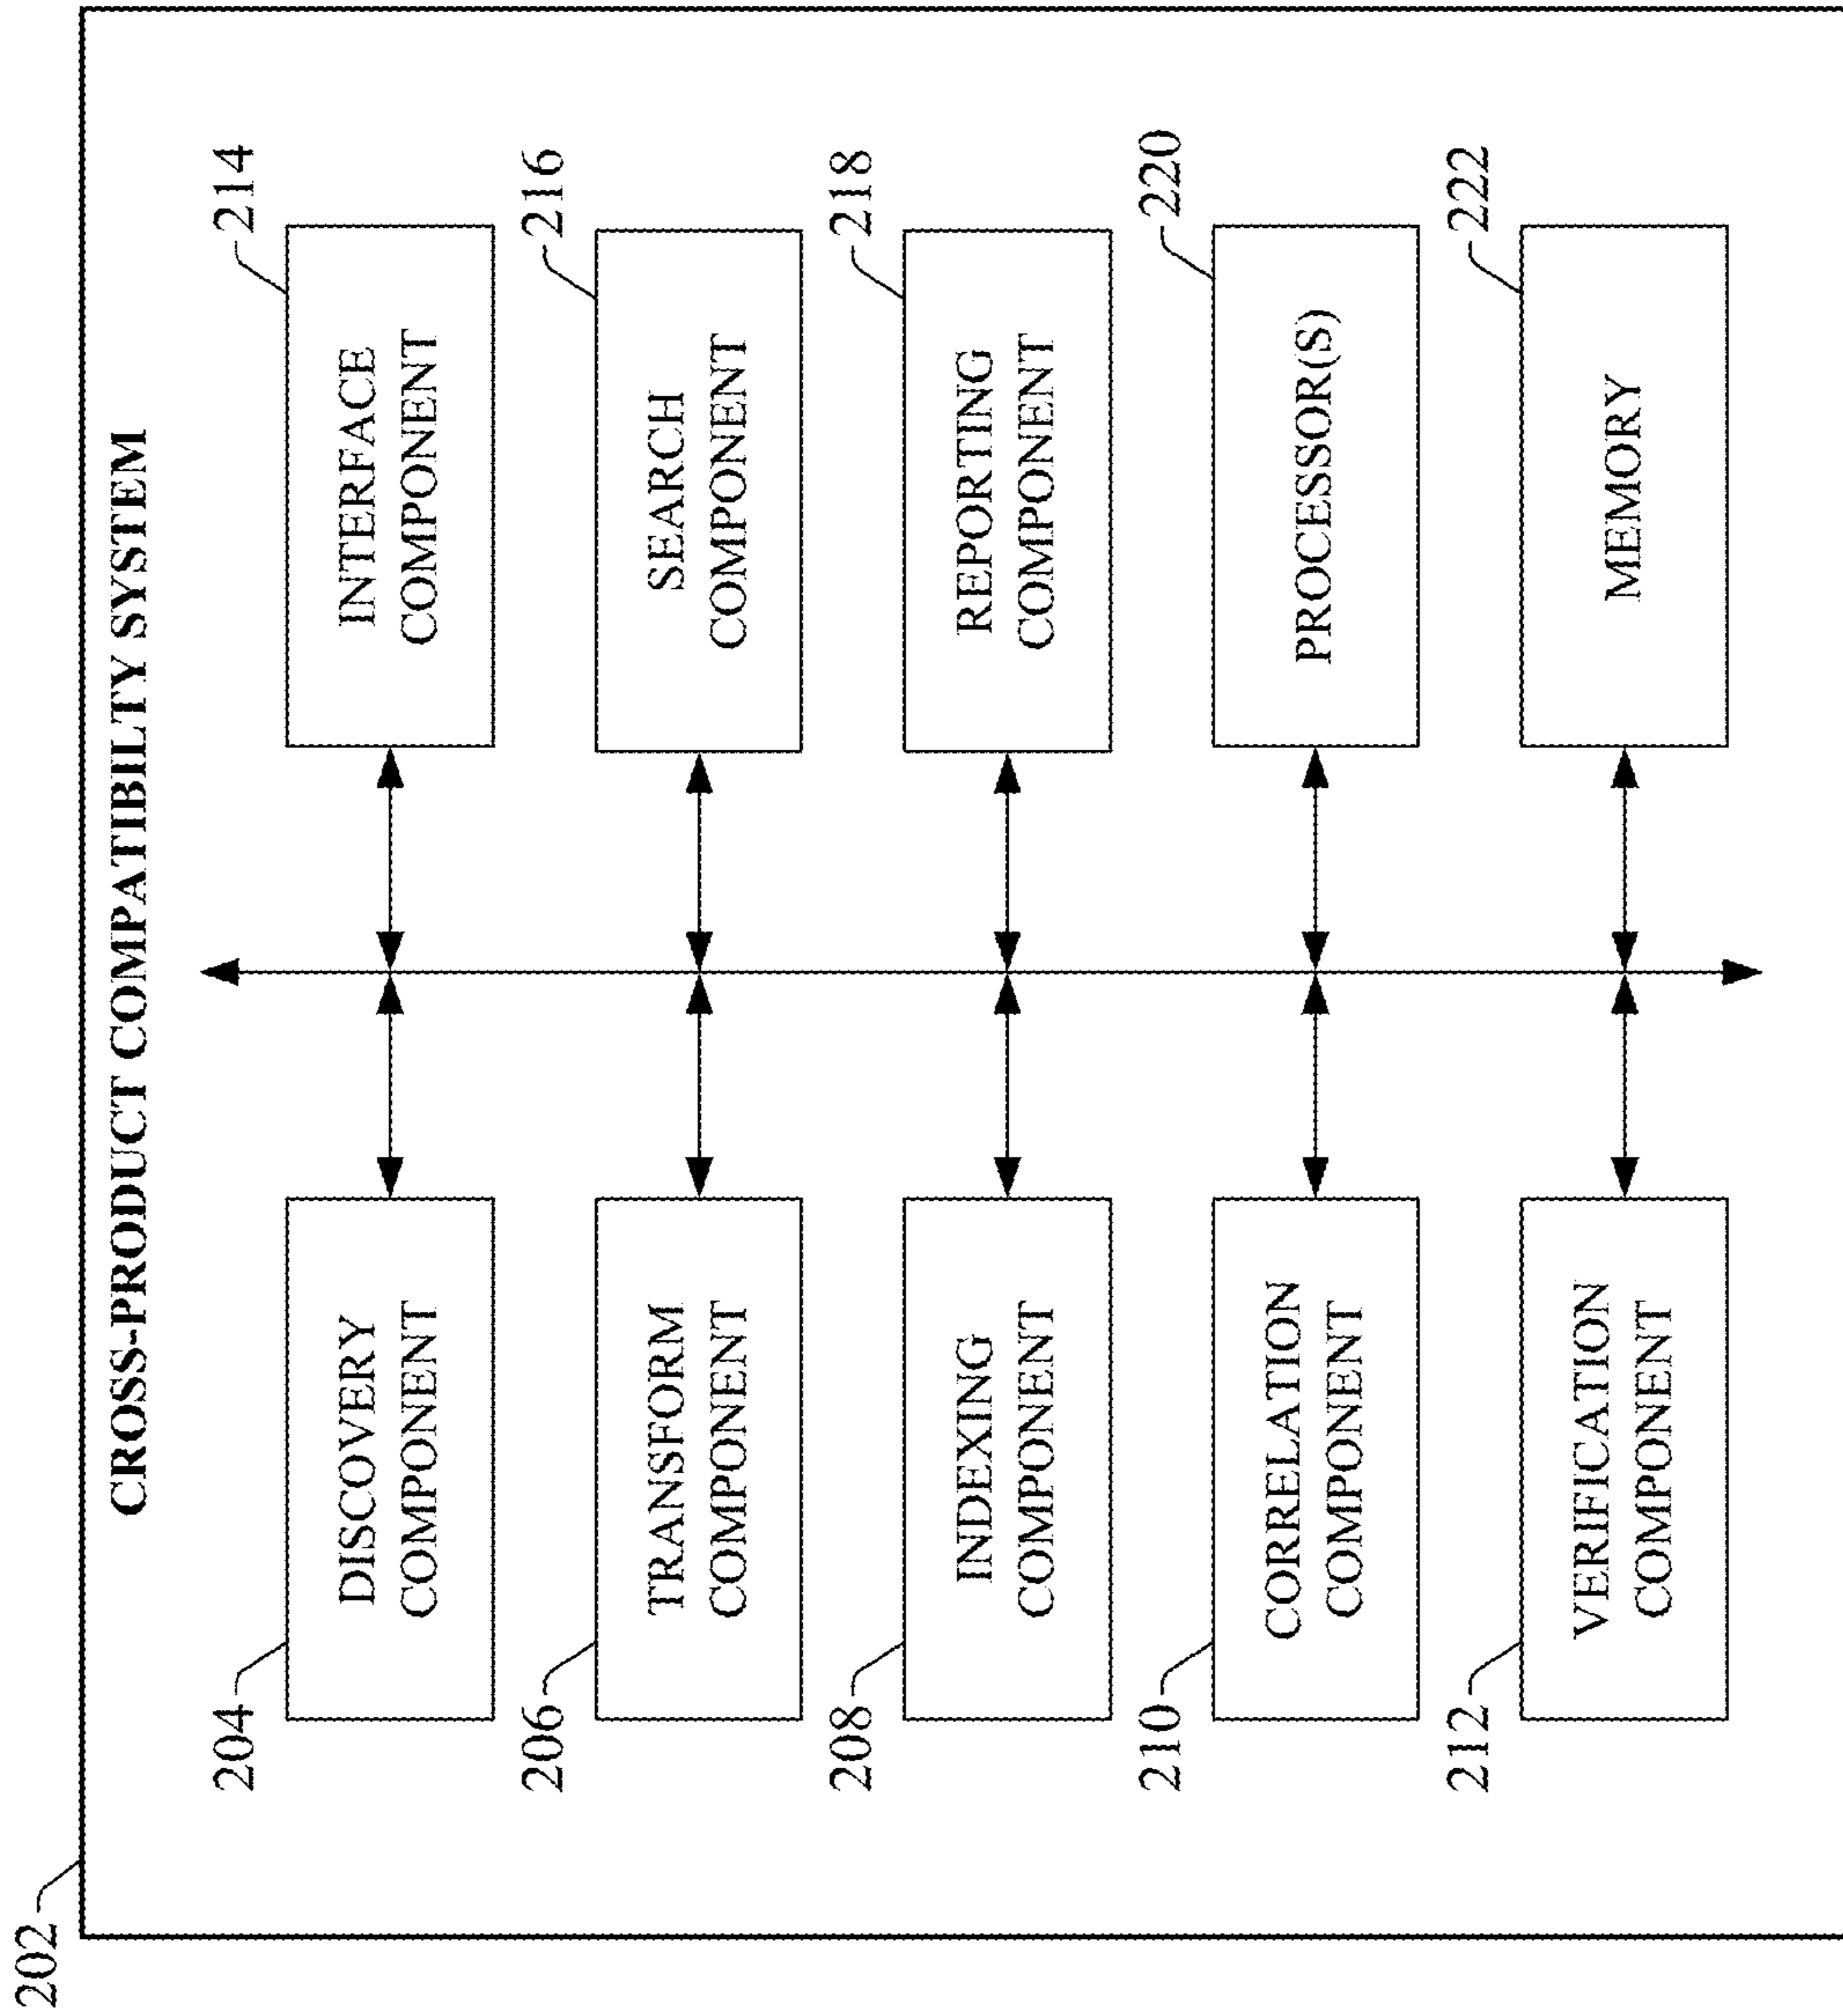 202
CROSS-PRODUCT COMPATIBILTY SYSTEM
204
DISCOVERY
COMPONENT
206
TRANSFORM
COMPONENT
208
INDEXING
COMPONENT
210
CORRELATION
COMPONENT
212
VERIFICATION
COMPONENT
214
INTERFACE
COMPONENT
216
SEARCH
COMPONENT
218
REPORTING
COMPONENT
220
PROCESSOR(S)
222
MEMORY